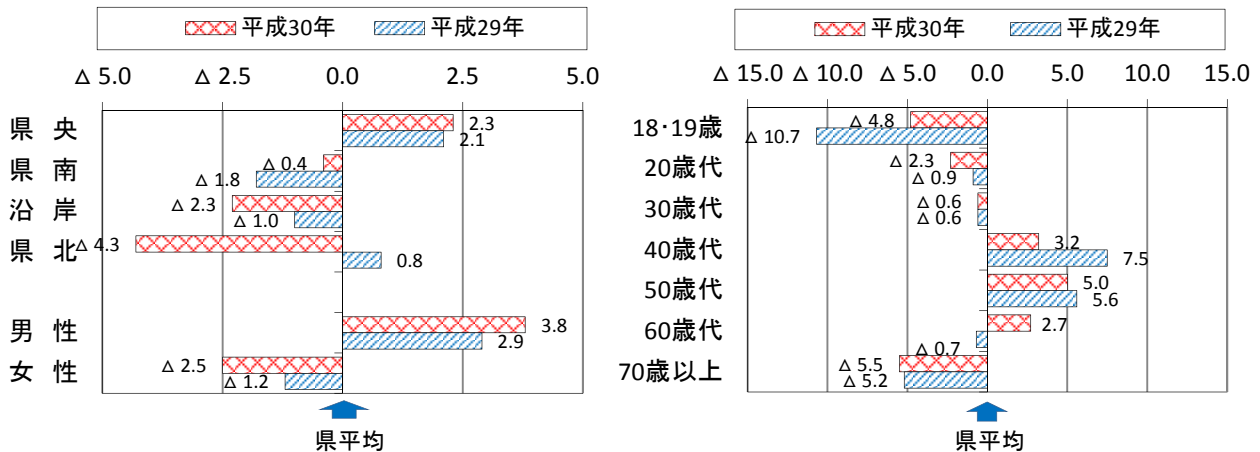 平成30年 平成29年
Δ 5.0 Δ 2.5 0.0 2.5 5.0
県 央 2.3
2.1
県 南 Δ 0.4
Δ 1.8
沿 岸 Δ 2.3
Δ 1.0
県 北 Δ 4.3
0.8
男 性 3.8
2.9
女 性 Δ 2.5
Δ 1.2
県平均
平成30年 平成29年
Δ 15.0 Δ 10.0 Δ 5.0 0.0 5.0 10.0 15.0
18･19歳 Δ 4.8
Δ 10.7
20歳代 Δ 2.3
Δ 0.9
30歳代 Δ 0.6
Δ 0.6
40歳代 3.2
7.5
50歳代 5.0
5.6
60歳代 2.7
Δ 0.7
70歳以上 Δ 5.5
Δ 5.2
県平均